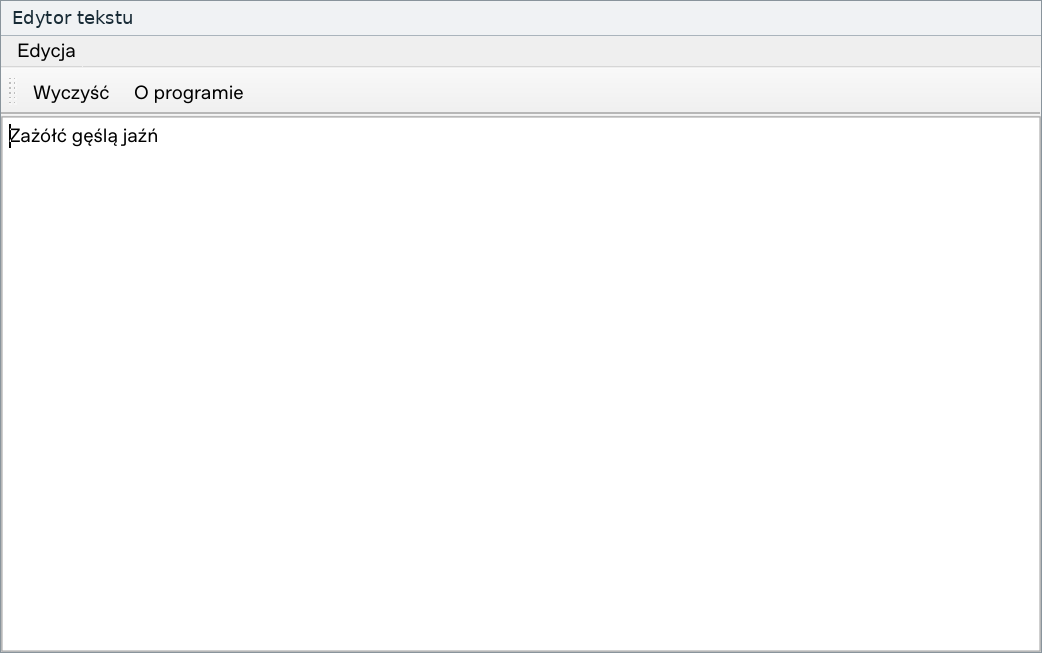 Edytor tekstu
Edycja
Wyczyść O programie
Zażółć gęślą jaźń